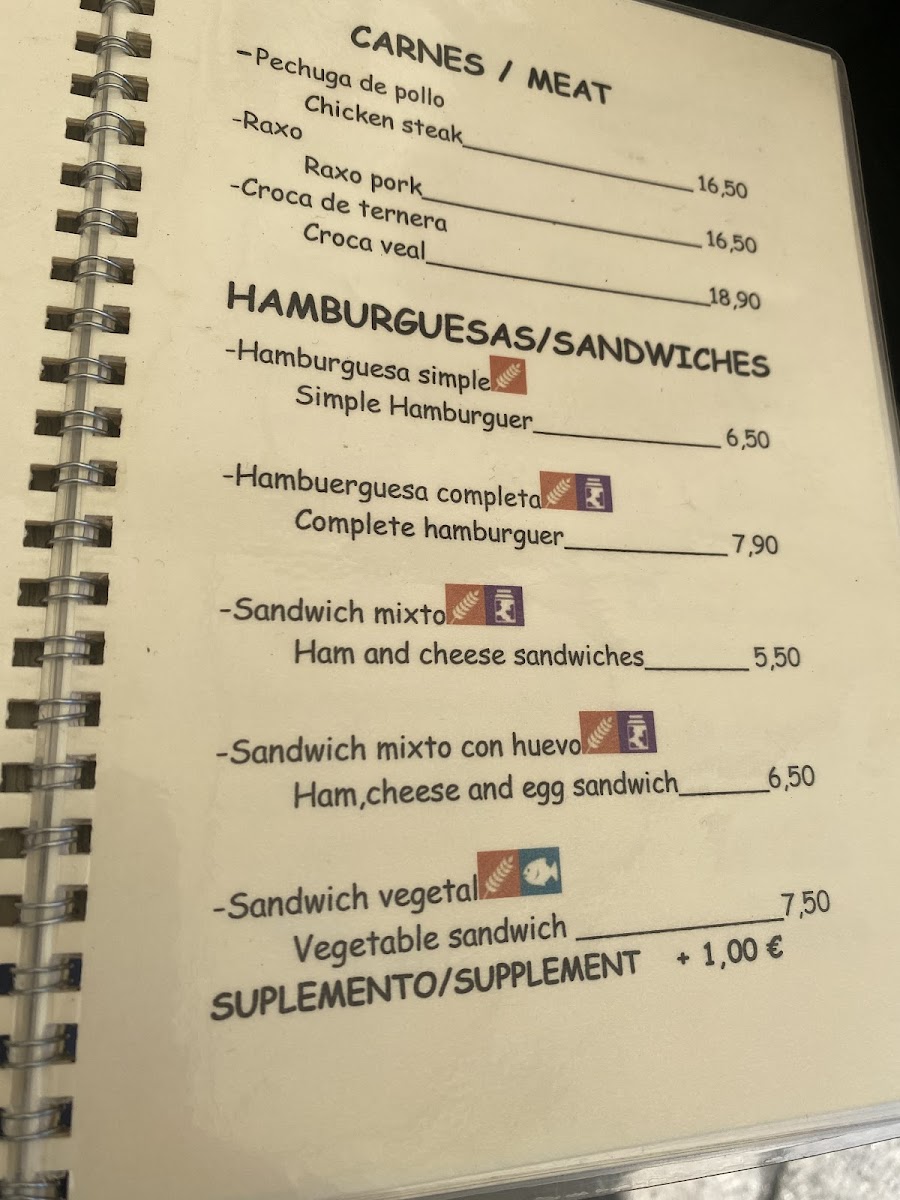 CARNES / MEAT
-Pechuga de pollo
Chicken steak 16,50
-Raxo
Raxo pork 16,50
-Croca de ternera
Croca veal 18,90
HAMBURGUESAS/SANDWICHES
-Hamburguesa simple
Simple Hamburguer 6,50
-Hambuerguesa completa
Complete hamburguer 7,90
-Sandwich mixto
Ham and cheese sandwiches 5,50
-Sandwich mixto con huevo
Ham,cheese and egg sandwich 6,50
-Sandwich vegetal
Vegetable sandwich 7,50
SUPLEMENTO/SUPPLEMENT + 1,00 €